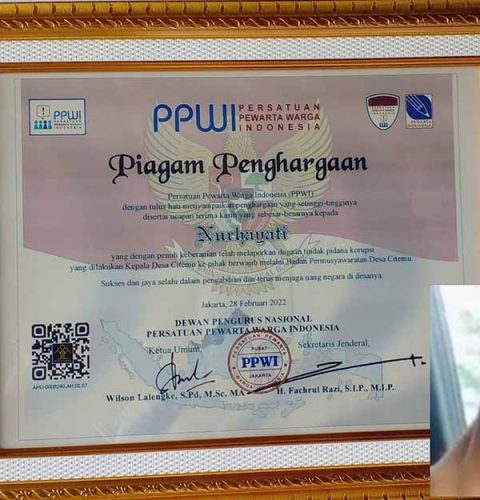 PPWI
PERSATUAN
PEWARTA WARGA
INDONESIA
PPWI PERSATUAN
PEWARTA WARGA
INDONESIA
Piagam Penghargaan
Persatuan Pewarta Warga Indonesia (PPWI)
dengan tulus hati menyampaikan penghargaan yang setinggi-tingginya
disertai ucapan terima kasih yang sebesar-besarnya kepada
Nurhayati
yang dengan penuh keberanian telah melaporkan dugaan tindak pidana korupsi
yang dilakukan Kepala Desa Citemu ke pihak berwajib melalui Badan Permusyawaratan Desa Citemu
Sukses dan jaya selalu dalam pengabdian dan terus menjaga uang negara di desanya.
Jakarta, 28 Februari 2022
DEWAN PENGURUS NASIONAL
PERSATUAN PEWARTA WARGA INDONESIA
Ketua Umum, Sekretaris Jenderal,
PUSAT
PPWI
JAKARTA
Wilson Lalengke, S.Pd, M.Sc, MA H. Fachrul Razi, S.I.P., M.I.P.